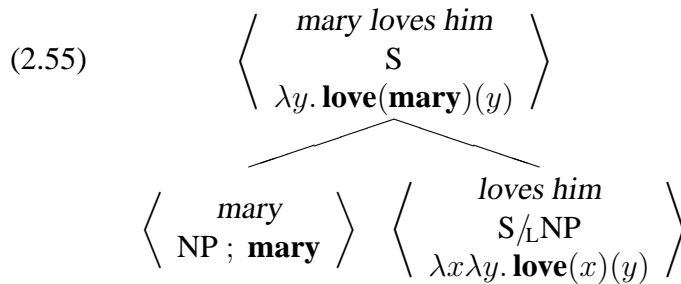 mary loves him
(2.55) S
λy. love(mary)(y)
mary
NP ; mary
loves him
S/LNP
λxλy. love(x)(y)